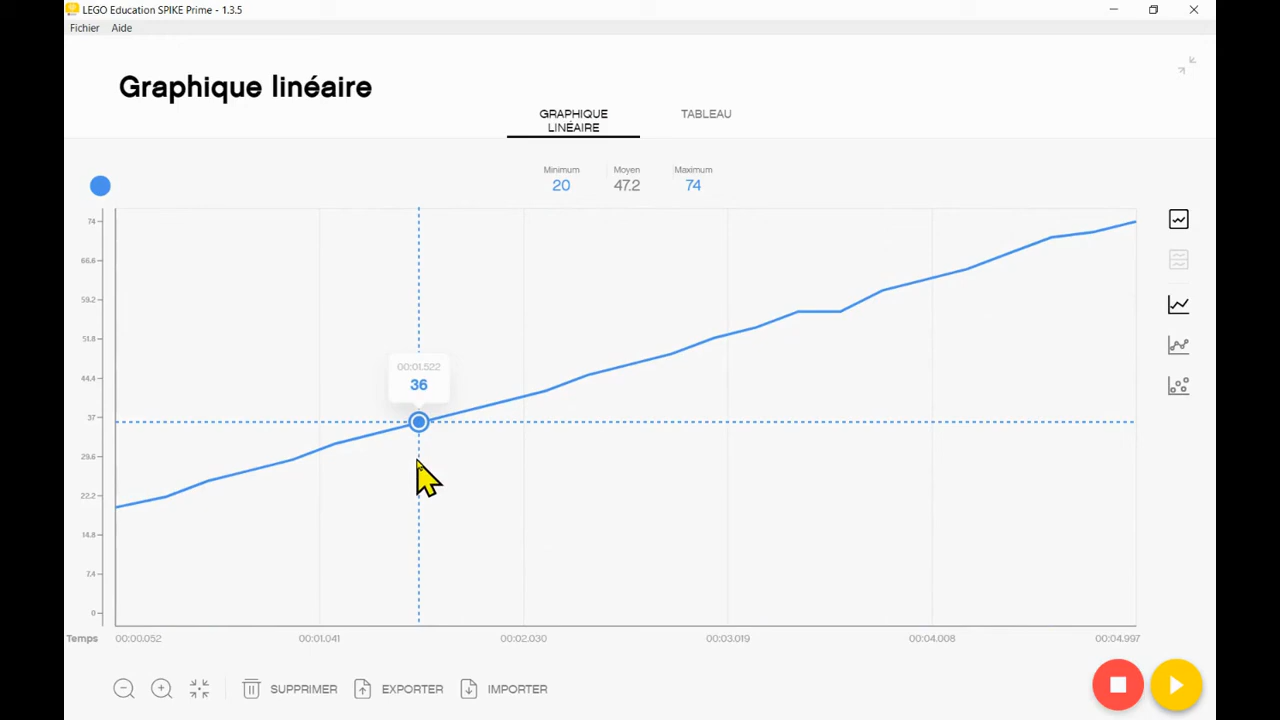 LEGO Education SPIKE Prime - 1.3.5
Fichier Aide
Graphique linéaire
GRAPHIQUE
LINÉAIRE
TABLEAU
Minimum Moyen Maximum
20 47.2 74
74
66,6
59,2
51,8
44,4
00:01.522
36
37
29,6
22,2
14,8
7,4
0
Temps 00:00.052 00:01.041 00:02.030 00:03.019 00:04.008 00:04.997
SUPPRIMER EXPORTER IMPORTER